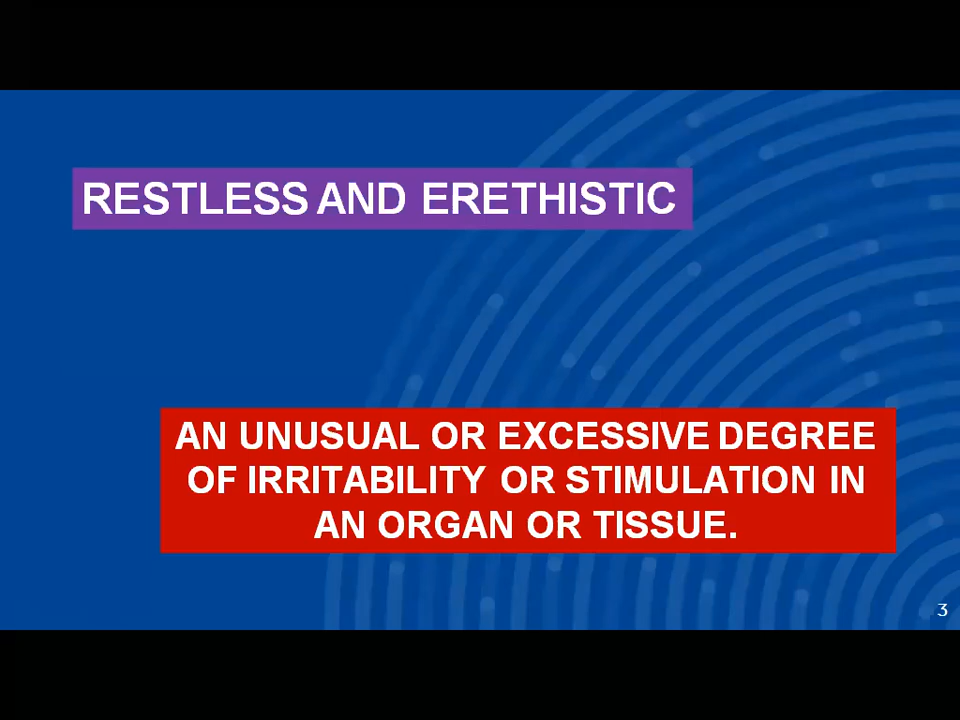 RESTLESS AND ERETHISTIC
AN UNUSUAL OR EXCESSIVE DEGREE
OF IRRITABILITY OR STIMULATION IN
AN ORGAN OR TISSUE.
3